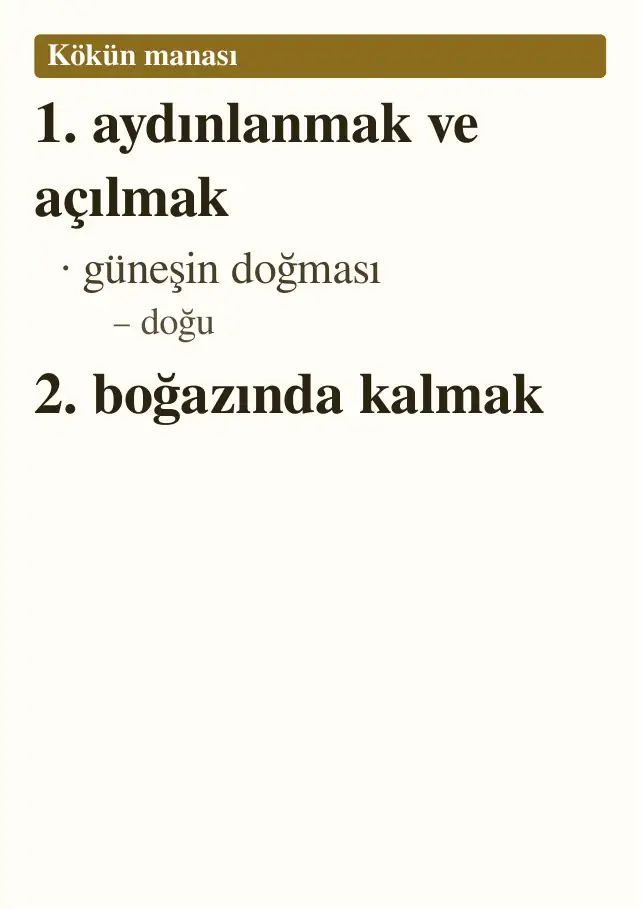 Kökün manası
1. aydınlanmak ve
açılmak
· güneşin doğması
– doğu
2. boğazında kalmak